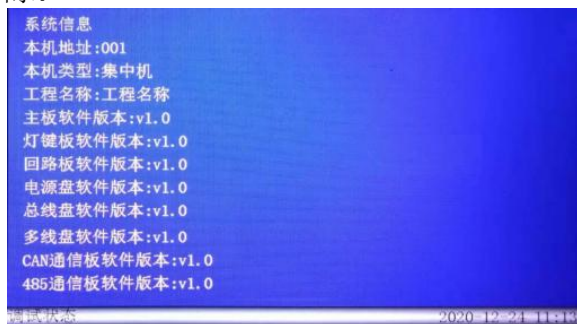 系统信息
本机地址:001
本机类型:集中机
工程名称:工程名称
主板软件版本:v1.0
灯键板软件版本:v1.0
回路板软件版本:v1.0
电源盘软件版本:v1.0
总线盘软件版本:v1.0
多线盘软件版本:v1.0
CAN通信板软件版本:v1.0
485通信板软件版本:v1.0
调试状态 2020-12-24 11:13